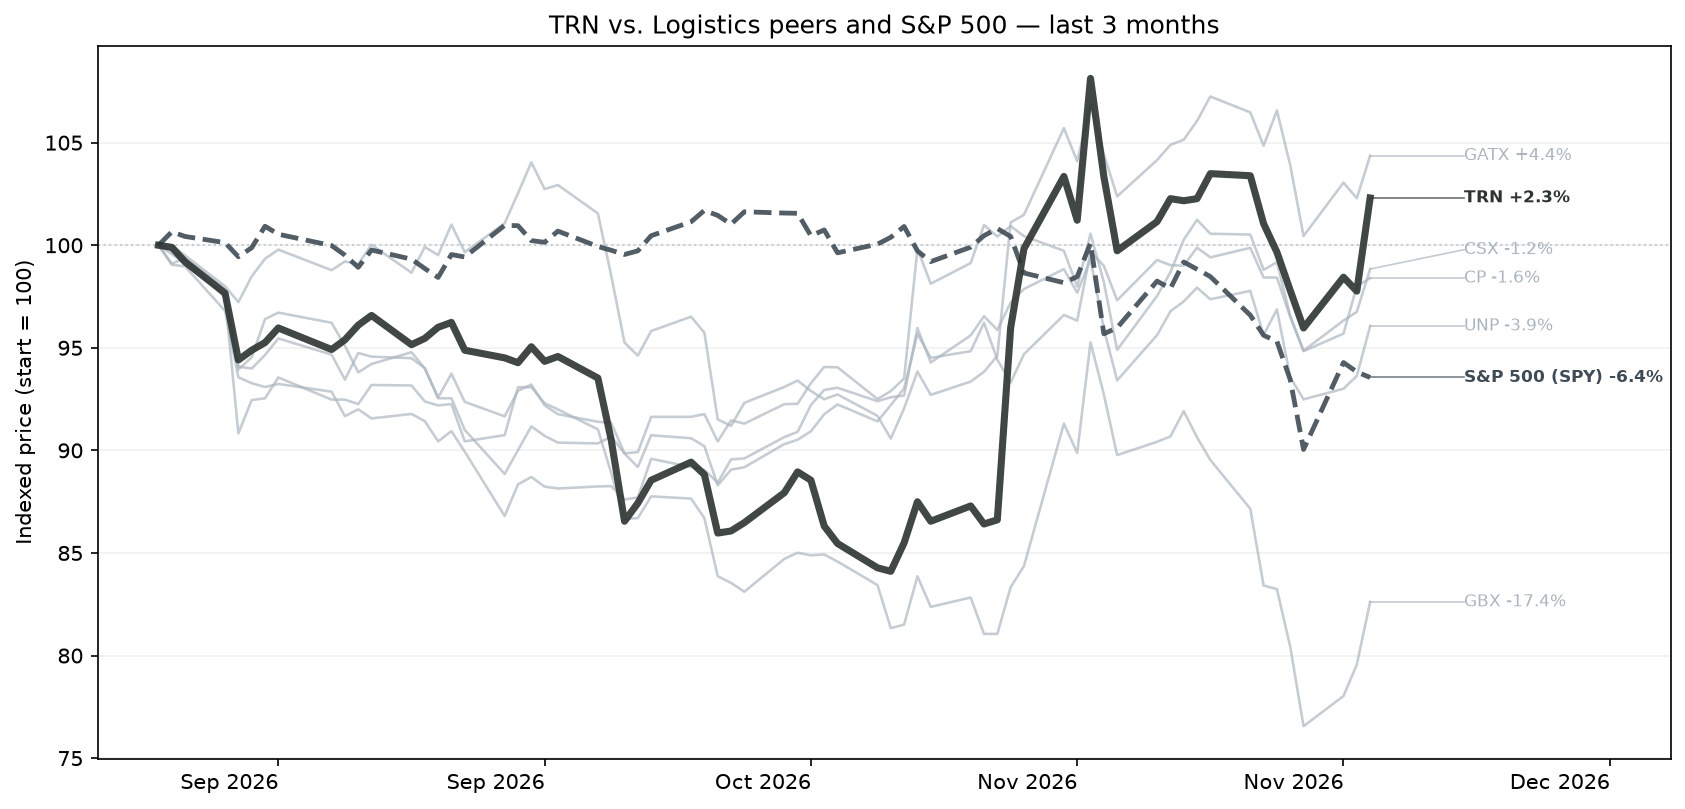 TRN vs. Logistics peers and S&P 500 — last 3 months
Indexed price (start = 100)
105
100
95
90
85
80
75
GATX +4.4%
TRN +2.3%
CSX -1.2%
CP -1.6%
UNP -3.9%
S&P 500 (SPY) -6.4%
GBX -17.4%
Sep 2026
Sep 2026
Oct 2026
Nov 2026
Nov 2026
Dec 2026